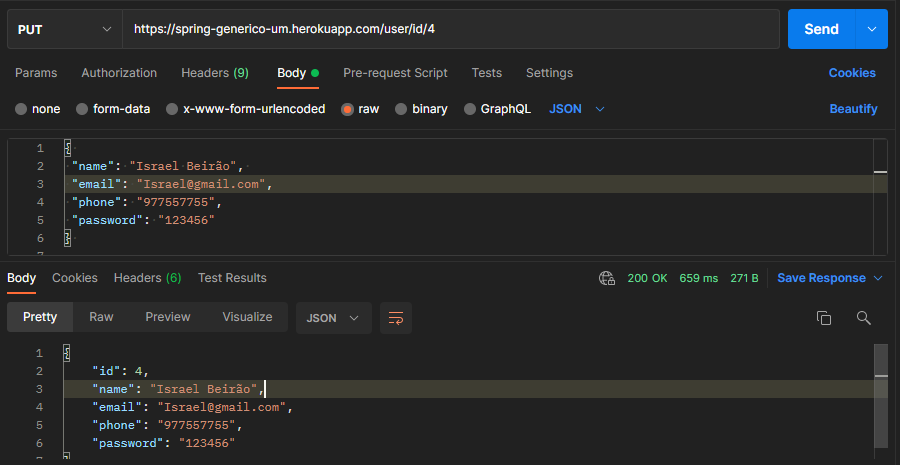 PUT https://spring-generico-um.herokuapp.com/user/id/4 Send
Params Authorization Headers (9) Body Pre-request Script Tests Settings Cookies
none form-data x-www-form-urlencoded raw binary GraphQL JSON Beautify
1 {
2 "name": "Israel Beirão",
3 "email": "Israel@gmail.com",
4 "phone": "977557755",
5 "password": "123456"
6 }
7
Body Cookies Headers (6) Test Results 200 OK 659 ms 271 B Save Response
Pretty Raw Preview Visualize JSON
1 {
2 "id": 4,
3 "name": "Israel Beirão",
4 "email": "Israel@gmail.com",
5 "phone": "977557755",
6 "password": "123456"
7 }